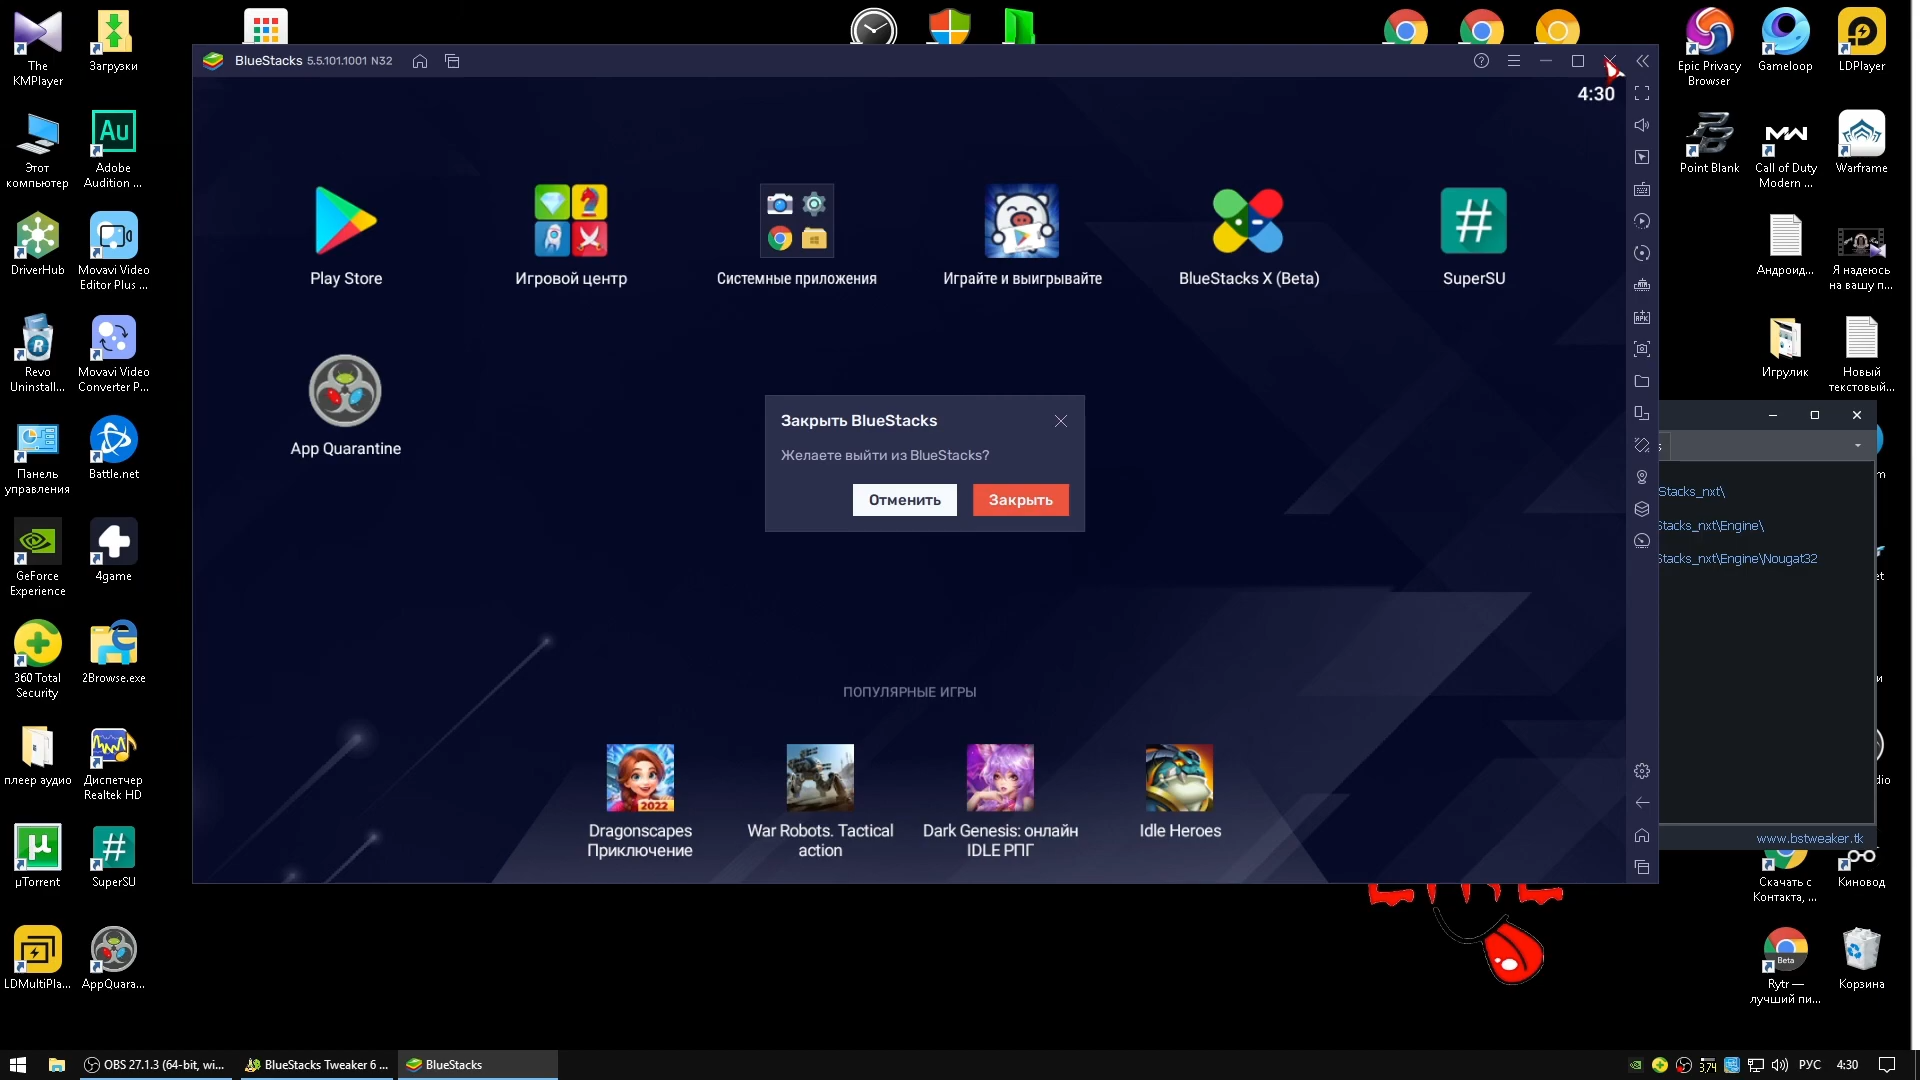 The
KMPlayer
Загрузки
Этот
компьютер
Adobe
Audition ...
DriverHub
Movavi Video
Editor Plus ...
Revo
Uninstall...
Movavi Video
Converter P...
Панель
управления
Battle.net
GeForce
Experience
4game
360 Total
Security
2Browse.exe
плеер аудио
Диспетчер
Realtek HD
µTorrent
SuperSU
LDMultiPla...
AppQuara...
BlueStacks 5.5.101.1001 N32
4:30
Play Store
Игровой центр
Системные приложения
Играйте и выигрывайте
BlueStacks X (Beta)
SuperSU
App Quarantine
Закрыть BlueStacks
Желаете выйти из BlueStacks?
Отменить
Закрыть
ПОПУЛЯРНЫЕ ИГРЫ
2022
Dragonscapes
Приключение
War Robots. Tactical
action
Dark Genesis: онлайн
IDLE РПГ
Idle Heroes
Epic Privacy
Browser
Gameloop
LDPlayer
Point Blank
Call of Duty
Modern ...
Warframe
Андроид...
Я надеюсь
на вашу п...
Игрулик
Новый
текстовый...
Stacks_nxt\
Stacks_nxt\Engine\
Stacks_nxt\Engine\Nougat32
www.bstweaker.tk
Скачать с
Контакта, ...
Киновод
Beta
Rytr —
лучший пи...
Корзина
OBS 27.1.3 (64-bit, wi...
BlueStacks Tweaker 6 ...
BlueStacks
3,74
РУС
4:30